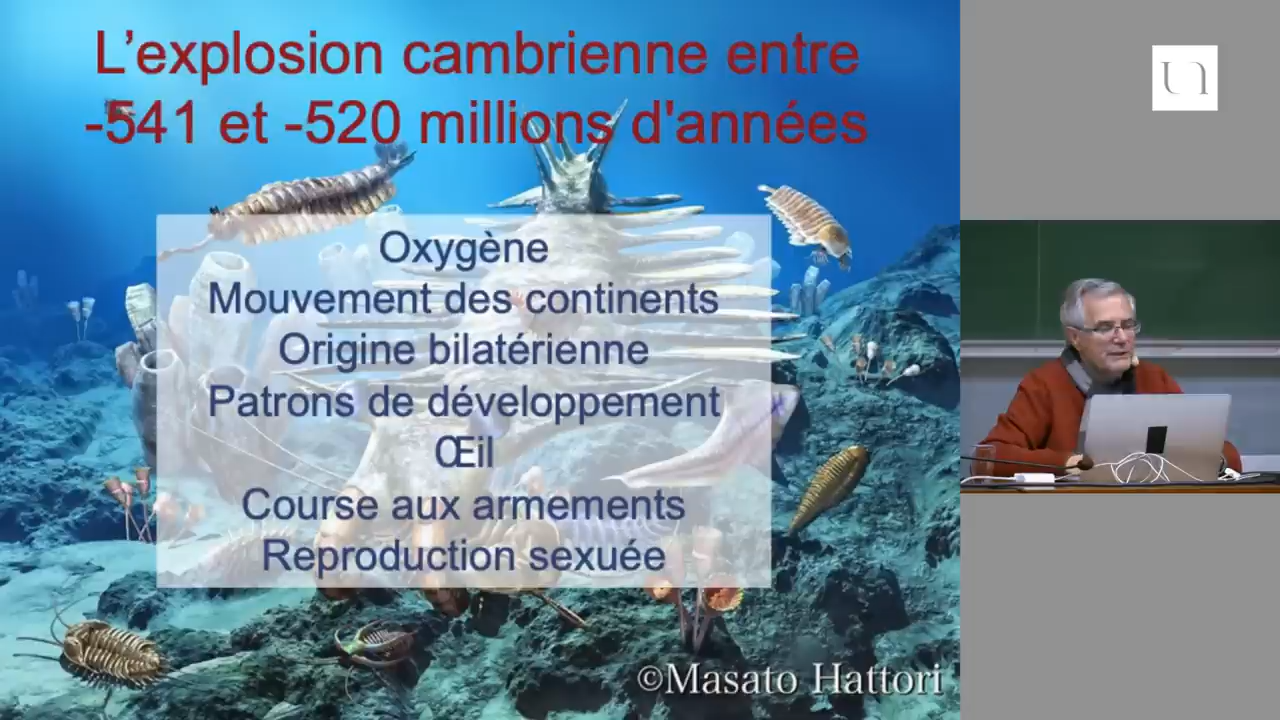 L’explosion cambrienne entre
-541 et -520 millions d'années
Oxygène
Mouvement des continents
Origine bilatérienne
Patrons de développement
Œil
Course aux armements
Reproduction sexuée
©Masato Hattori